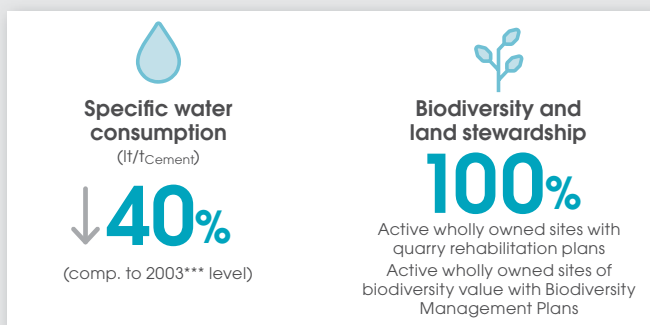 Specific water
consumption
(lt/tCement)
↓40%
(comp. to 2003*** level)
Biodiversity and
land stewardship
100%
Active wholly owned sites with
quarry rehabilitation plans
Active wholly owned sites of
biodiversity value with Biodiversity
Management Plans